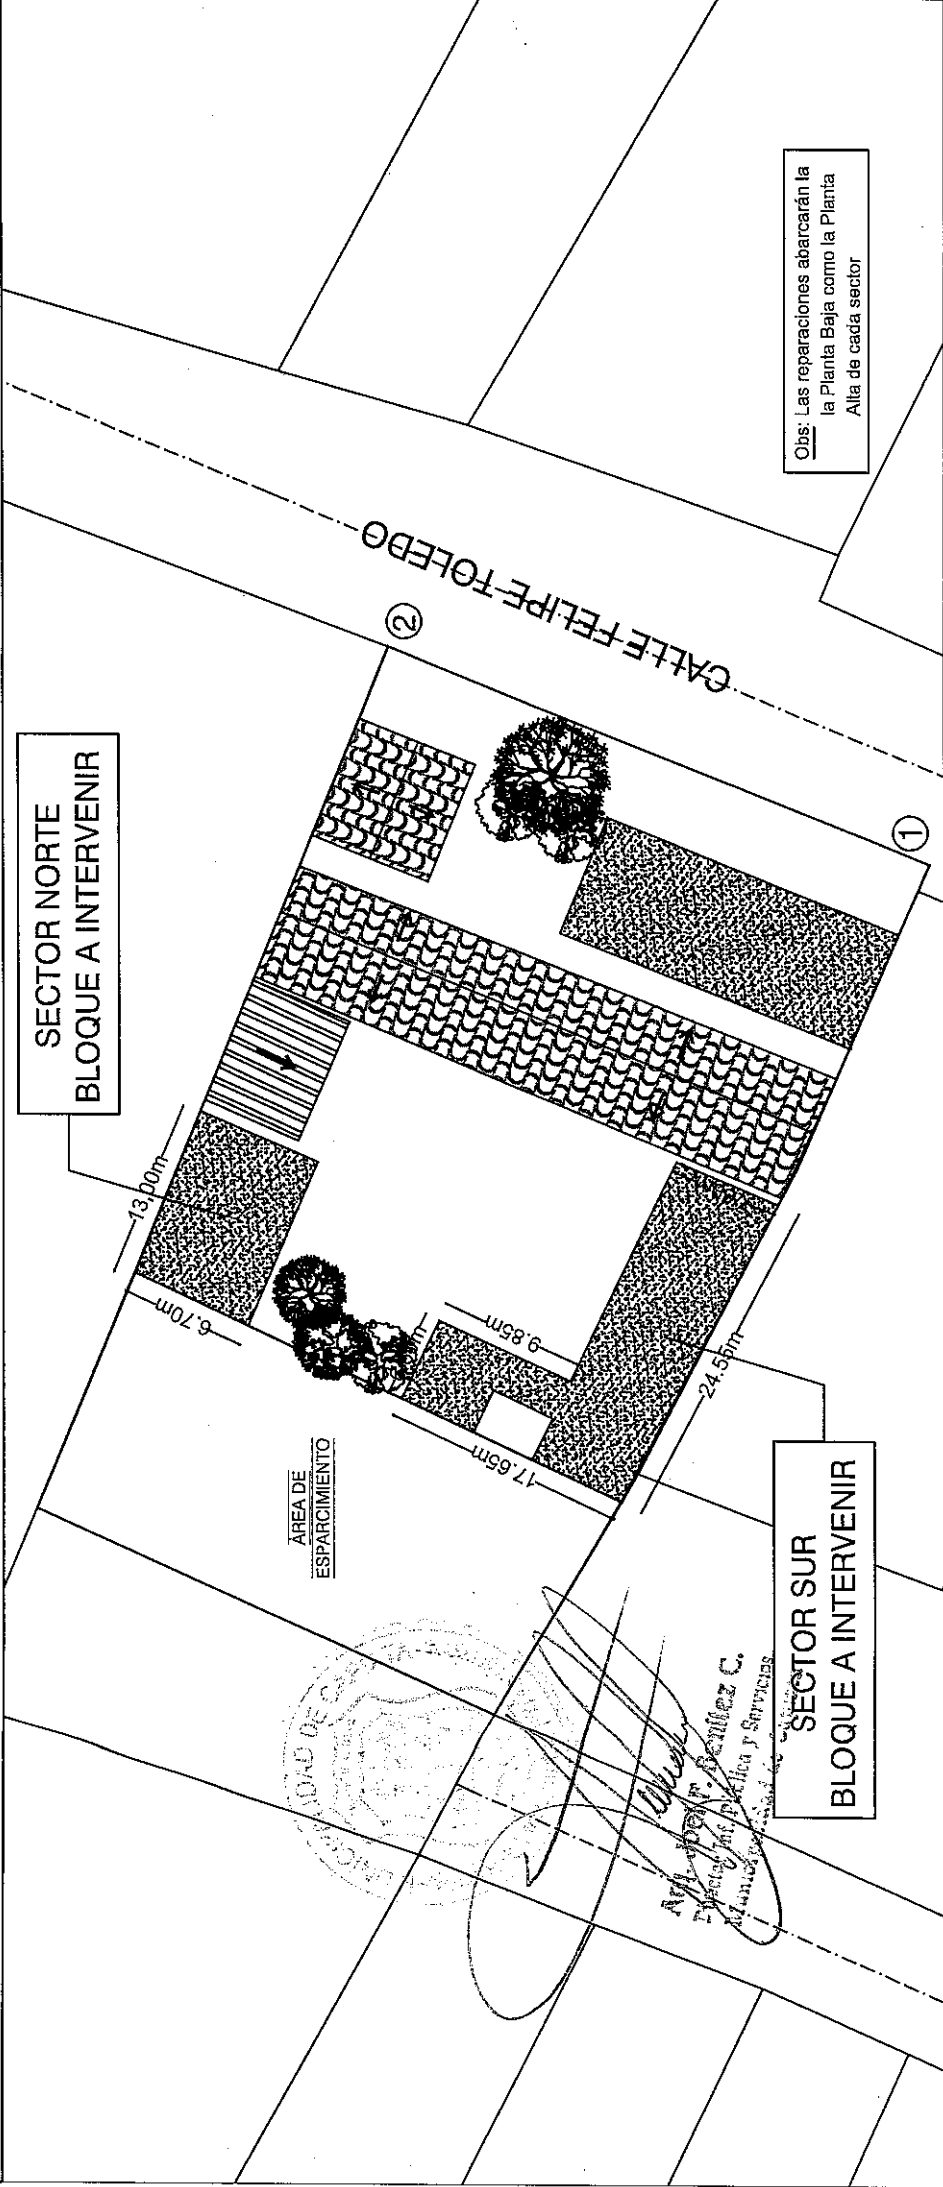 SECTOR NORTE
BLOQUE A INTERVENIR
13,00m
6.70m
ÁREA DE
ESPARCIMIENTO
17.65m
9.85m
m
24.55m
SECTOR SUR
BLOQUE A INTERVENIR
CALLE FELIPE TOLEDO
2
1
Obs: Las reparaciones abarcarán la
la Planta Baja como la Planta
Alta de cada sector
F. Benítez C.
y Servicios